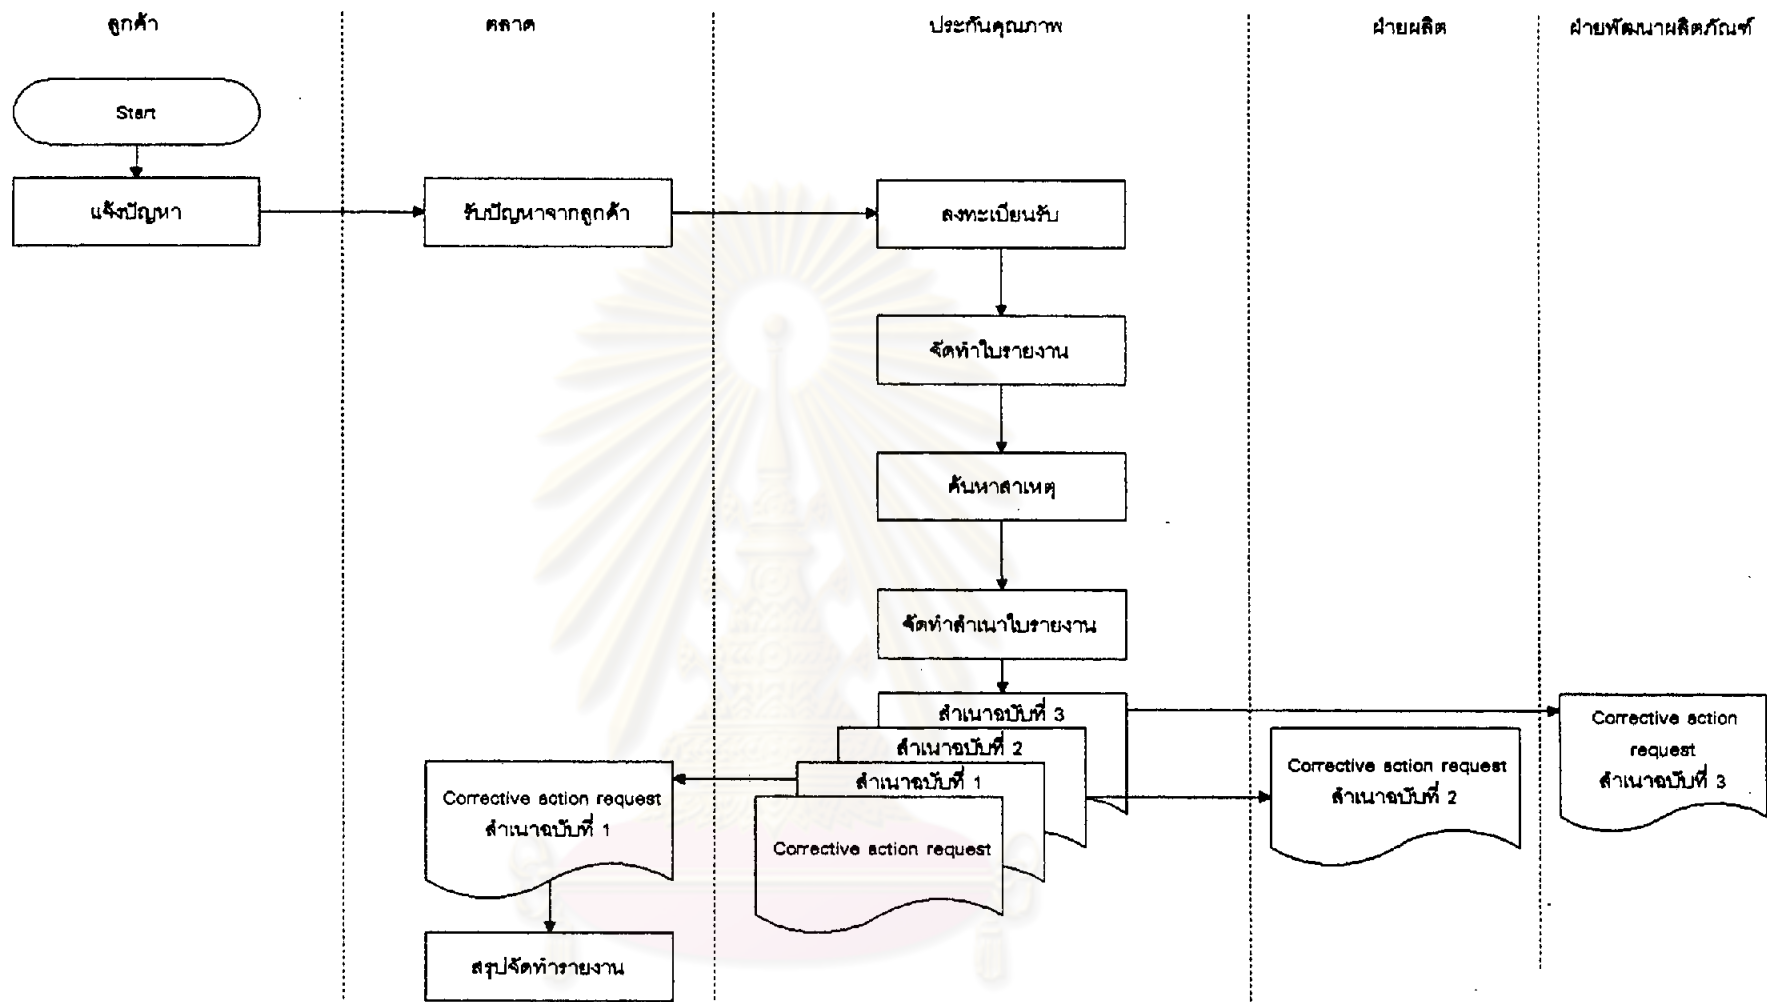 ลูกค้า
ตลาด
ประกันคุณภาพ
ฝ่ายผลิต
ฝ่ายพัฒนาผลิตภัณฑ์
Start
แจ้งปัญหา
รับปัญหาจากลูกค้า
ลงทะเบียนรับ
จัดทำใบรายงาน
ค้นหาสาเหตุ
จัดทำสำเนาใบรายงาน
สำเนาฉบับที่ 3
สำเนาฉบับที่ 2
สำเนาฉบับที่ 1
Corrective action request
Corrective action request
สำเนาฉบับที่ 1
Corrective action request
สำเนาฉบับที่ 2
Corrective action
request
สำเนาฉบับที่ 3
สรุปจัดทำรายงาน